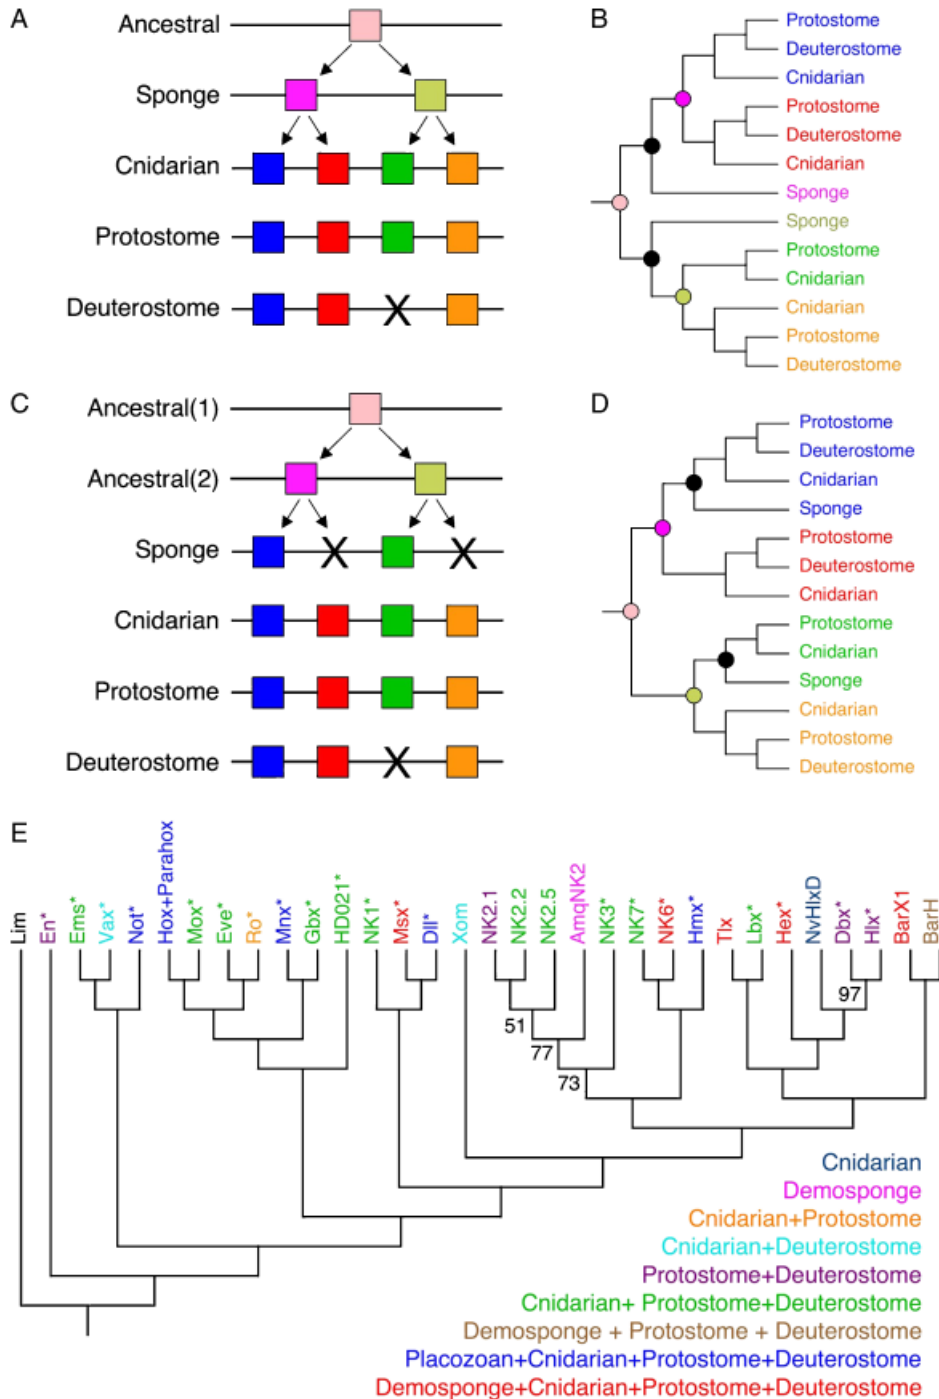 A
Ancestral
Sponge
Cnidarian
Protostome
Deuterostome
X
B
Protostome
Deuterostome
Cnidarian
Protostome
Deuterostome
Cnidarian
Sponge
Sponge
Protostome
Cnidarian
Cnidarian
Protostome
Deuterostome
C
Ancestral(1)
Ancestral(2)
Sponge
X
X
Cnidarian
Protostome
Deuterostome
X
D
Protostome
Deuterostome
Cnidarian
Sponge
Protostome
Deuterostome
Cnidarian
Protostome
Cnidarian
Sponge
Cnidarian
Protostome
Deuterostome
E
Lim
En*
Ems*
Vax*
Not*
Hox+Parahox
Mox*
Eve*
Ro*
Mnx*
Gbx*
HD021*
NK1*
Msx*
Dll*
Xom
NK2.1
NK2.2
NK2.5
AmqNK2
NK3*
NK7*
NK6*
Hmx*
Tlx
Lbx*
Hex*
NvHlxD
Dbx*
Hlx*
BarX1
BarH
97
51
77
73
Cnidarian
Demosponge
Cnidarian+Protostome
Cnidarian+Deuterostome
Protostome+Deuterostome
Cnidarian+ Protostome+Deuterostome
Demosponge + Protostome + Deuterostome
Placozoan+Cnidarian+Protostome+Deuterostome
Demosponge+Cnidarian+Protostome+Deuterostome